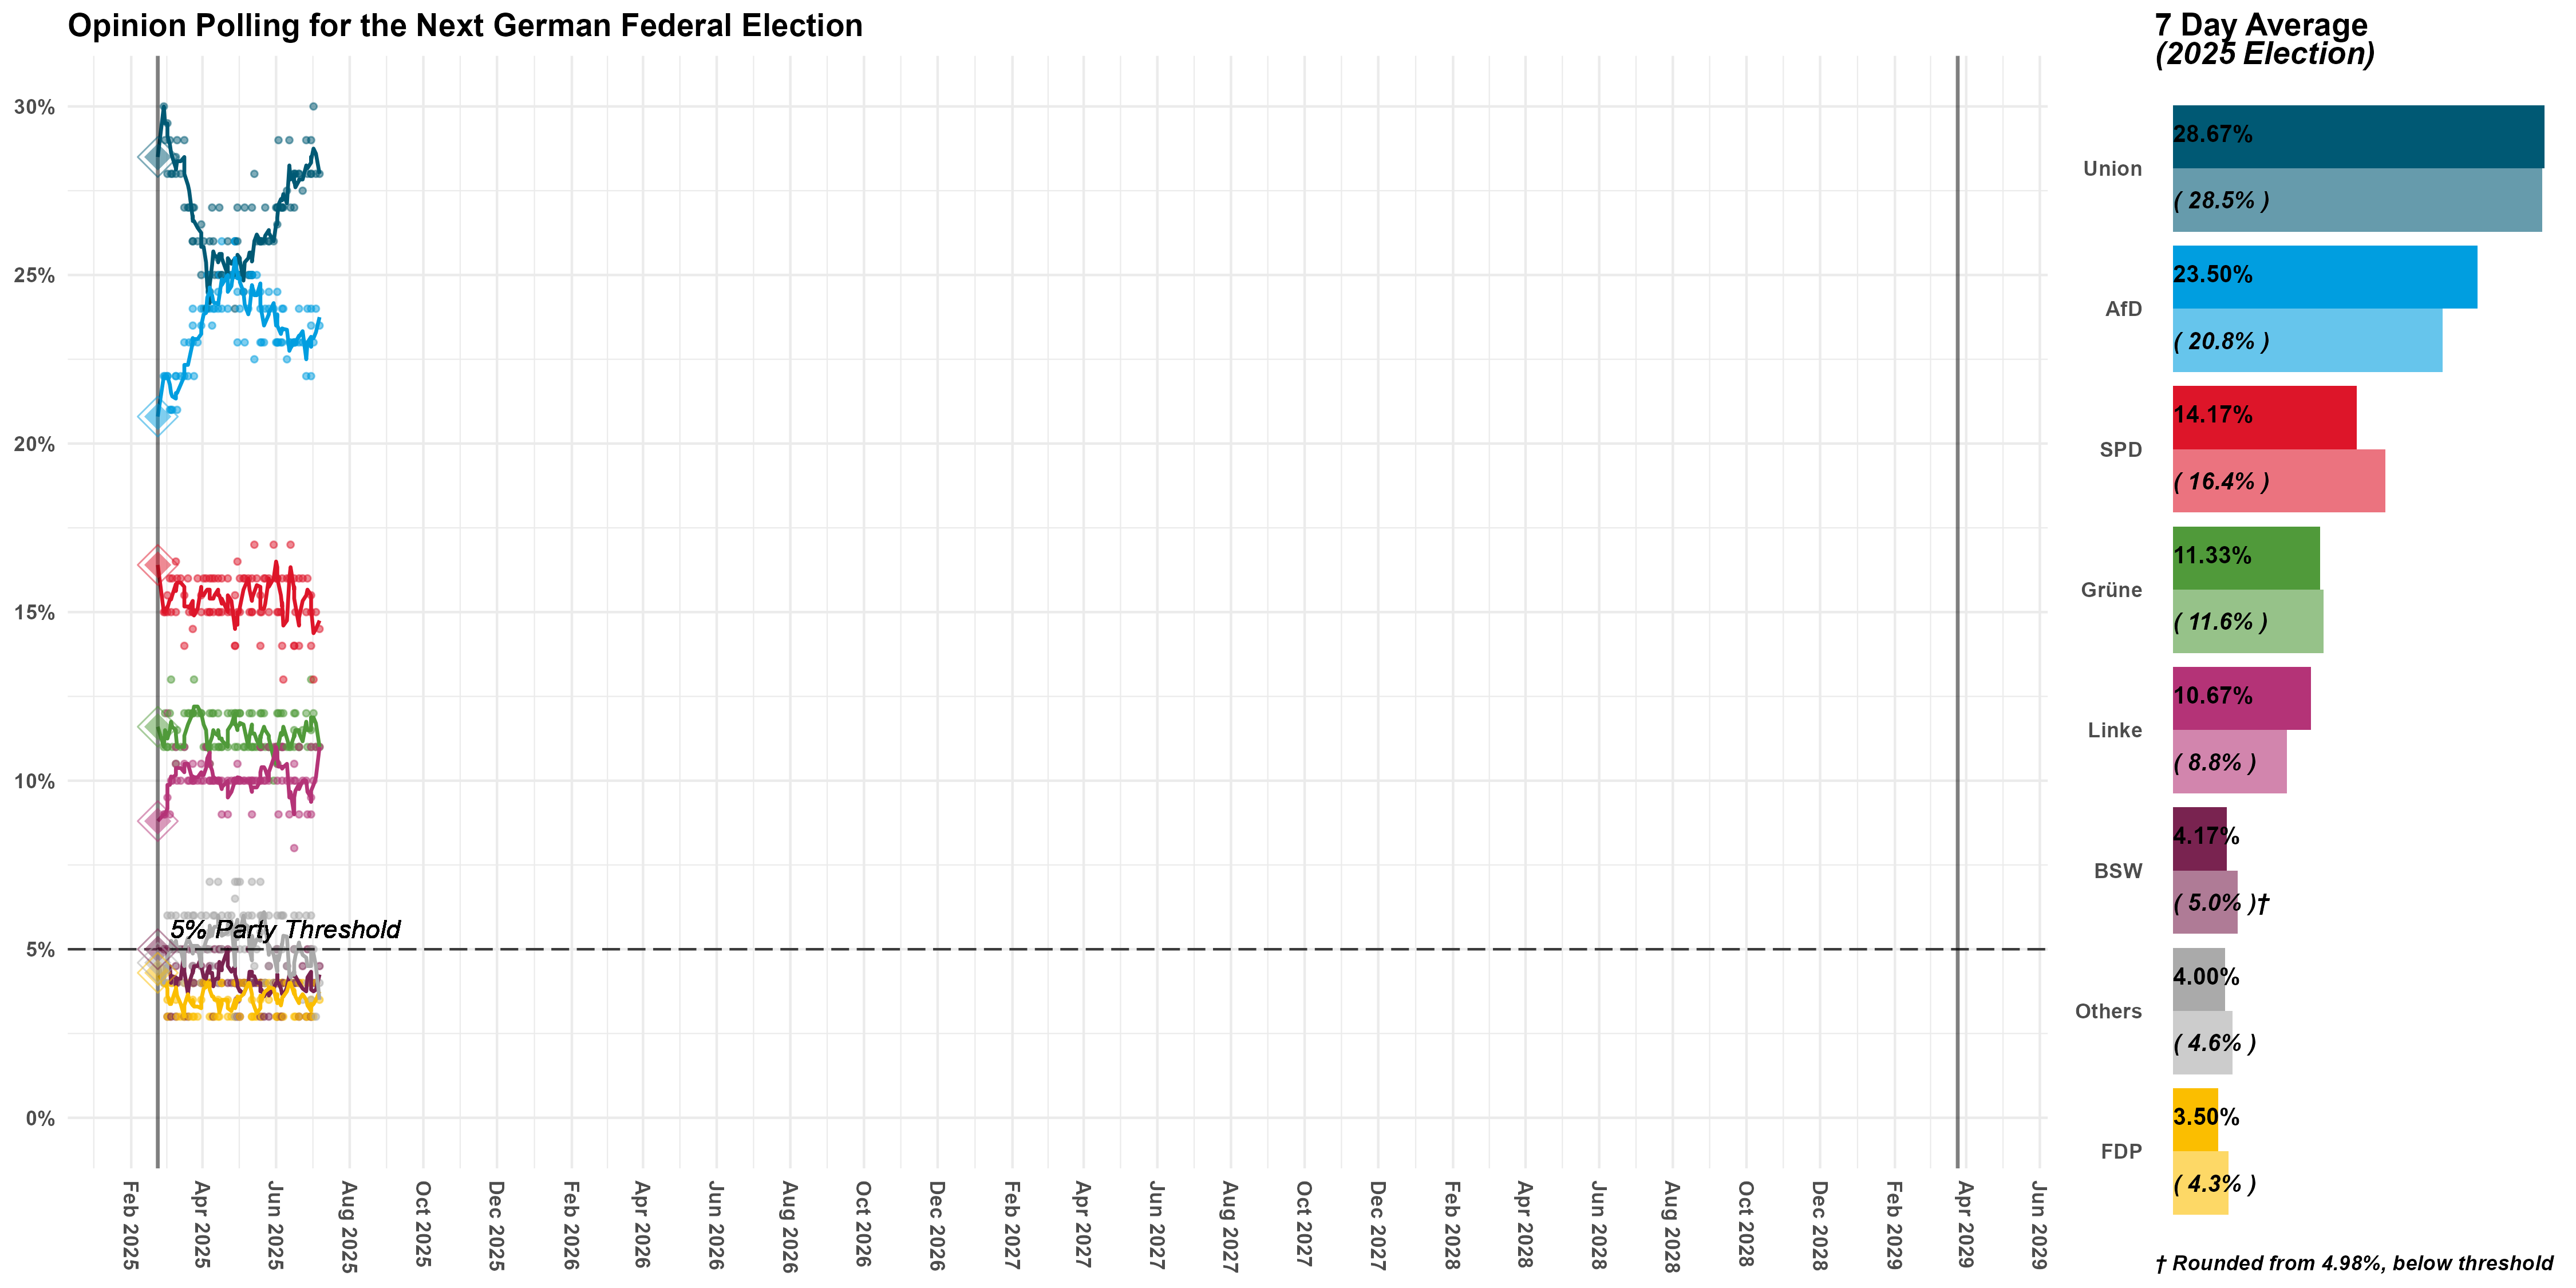 Opinion Polling for the Next German Federal Election
30%
25%
20%
15%
10%
5%
0%
5% Party Threshold
Feb 2025
Apr 2025
Jun 2025
Aug 2025
Oct 2025
Dec 2025
Feb 2026
Apr 2026
Jun 2026
Aug 2026
Oct 2026
Dec 2026
Feb 2027
Apr 2027
Jun 2027
Aug 2027
Oct 2027
Dec 2027
Feb 2028
Apr 2028
Jun 2028
Aug 2028
Oct 2028
Dec 2028
Feb 2029
Apr 2029
Jun 2029
7 Day Average
(2025 Election)
Union
28.67%
( 28.5% )
AfD
23.50%
( 20.8% )
SPD
14.17%
( 16.4% )
Grüne
11.33%
( 11.6% )
Linke
10.67%
( 8.8% )
BSW
4.17%
( 5.0% )†
Others
4.00%
( 4.6% )
FDP
3.50%
( 4.3% )
† Rounded from 4.98%, below threshold